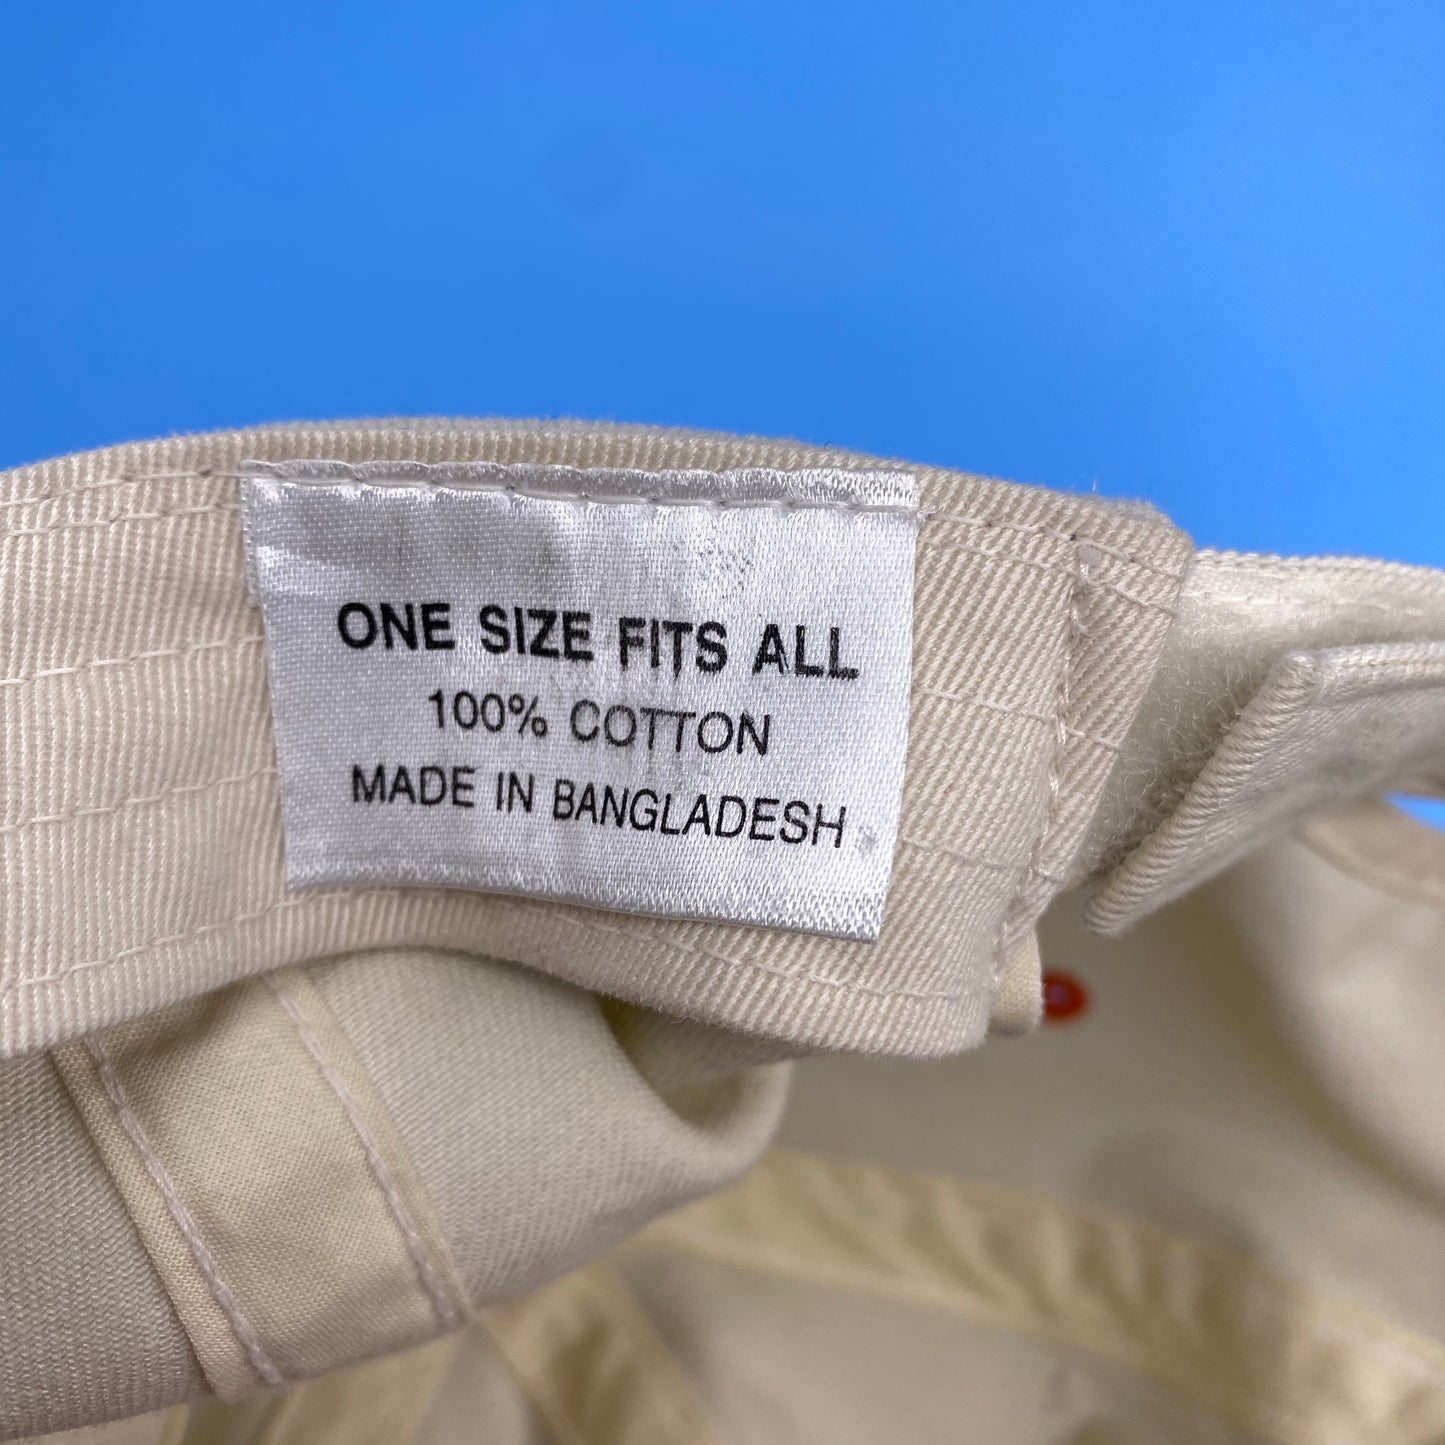 ONE SIZE FITS ALL
100% COTTON
MADE IN BANGLADESH